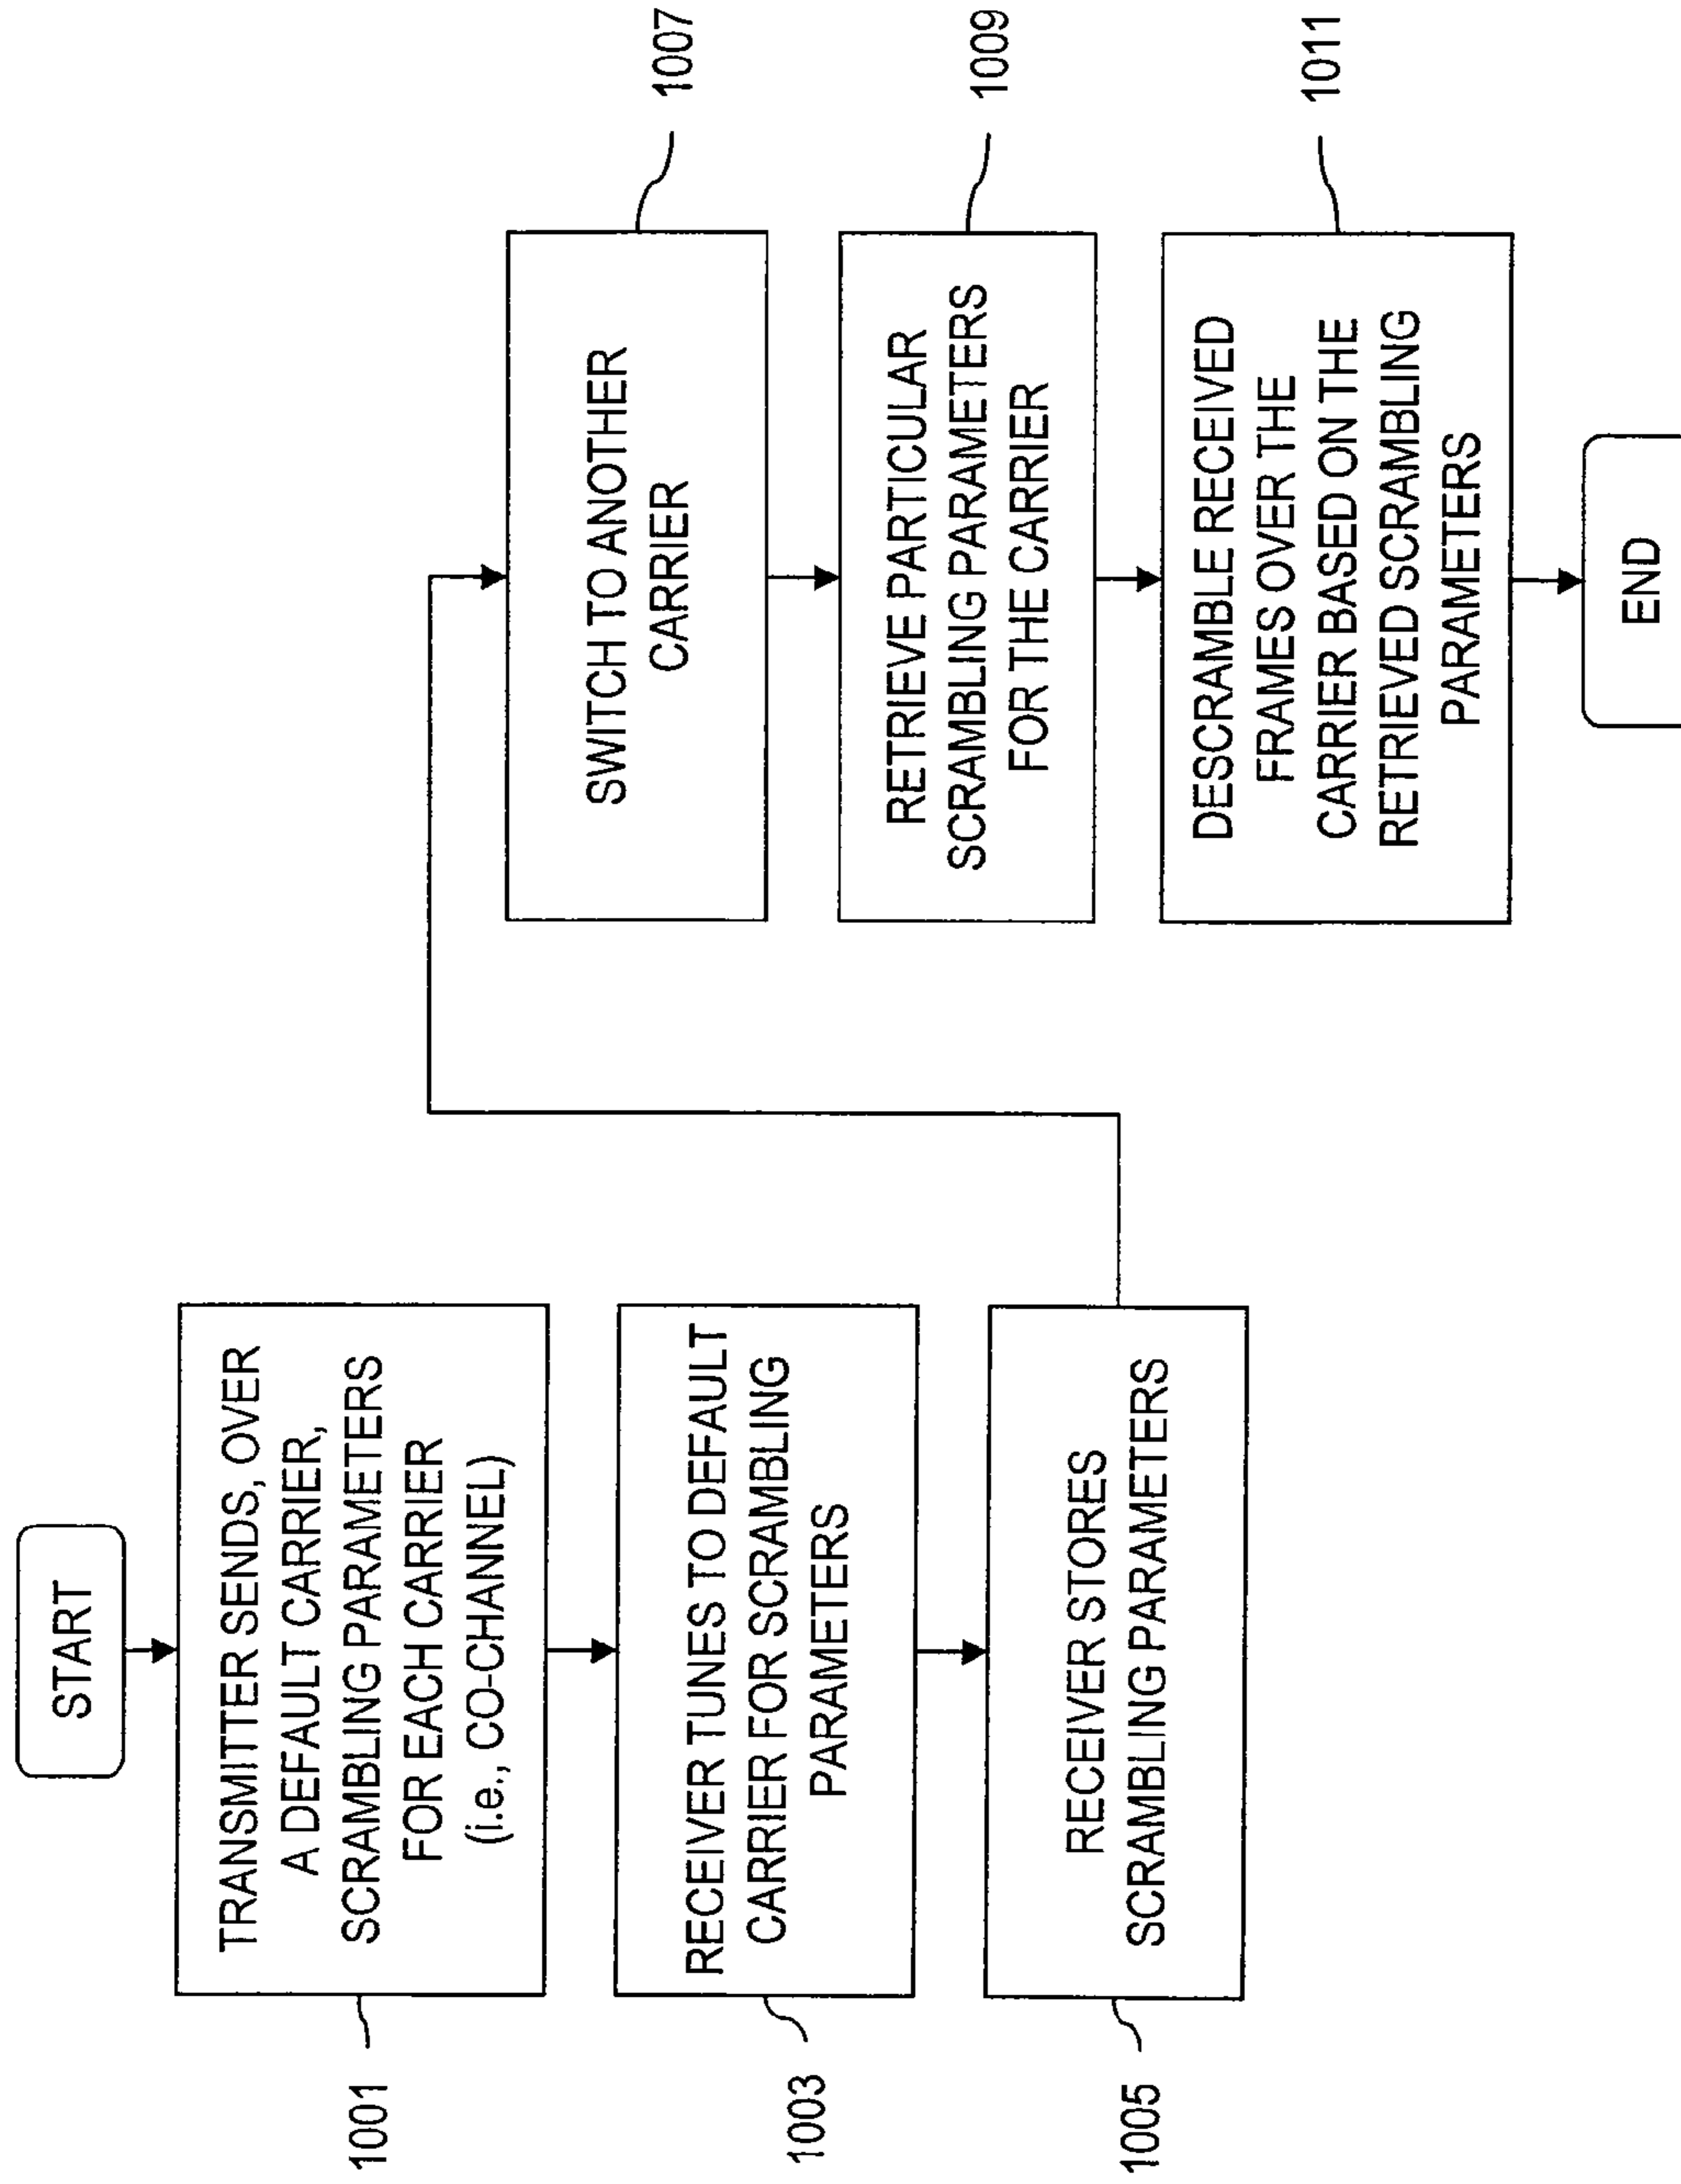 START
TRANSMITTER SENDS, OVER
A DEFAULT CARRIER,
SCRAMBLING PARAMETERS
FOR EACH CARRIER
(i.e., CO-CHANNEL)
1001
RECEIVER TUNES TO DEFAULT
CARRIER FOR SCRAMBLING
PARAMETERS
1003
RECEIVER STORES
SCRAMBLING PARAMETERS
1005
SWITCH TO ANOTHER
CARRIER
1007
RETRIEVE PARTICULAR
SCRAMBLING PARAMETERS
FOR THE CARRIER
1009
DESCRAMBLE RECEIVED
FRAMES OVER THE
CARRIER BASED ON THE
RETRIEVED SCRAMBLING
PARAMETERS
1011
END